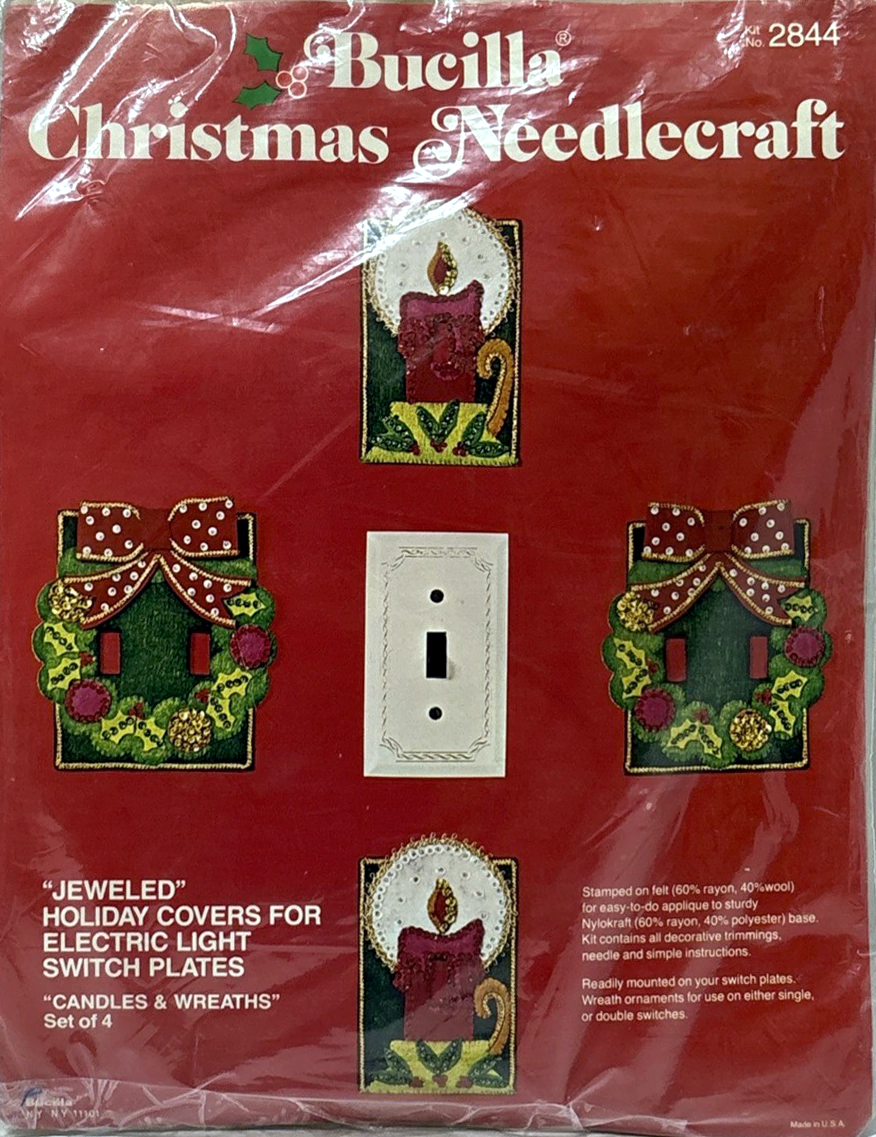 Bucilla®
Kit No. 2844
Christmas Needlecraft
“JEWELED”
HOLIDAY COVERS FOR
ELECTRIC LIGHT
SWITCH PLATES
“CANDLES & WREATHS”
Set of 4
Stamped on felt (60% rayon, 40%wool)
for easy-to-do applique to sturdy
Nylokraft (60% rayon, 40% polyester) base.
Kit contains all decorative trimmings,
needle and simple instructions.
Readily mounted on your switch plates.
Wreath ornaments for use on either single,
or double switches.
Bucilla
N Y N Y 11101
Made in U.S.A.